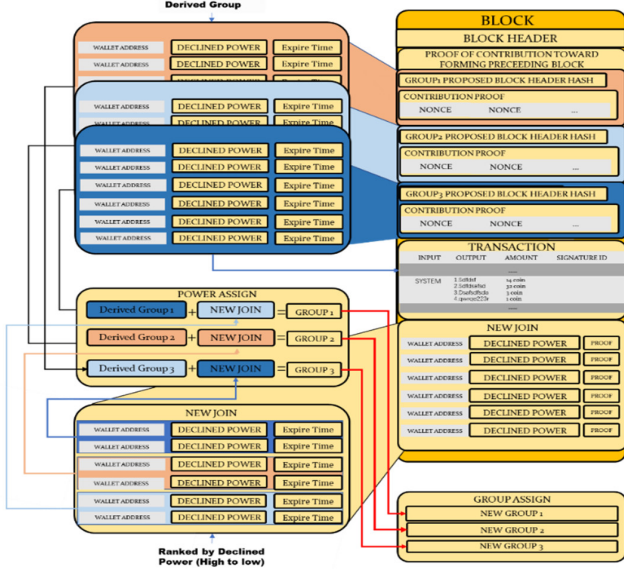 Derived Group
WALLET ADDRESS DECLINED POWER Expire Time
WALLET ADDRESS DECLINED POWER Expire Time
WALLET ADDRESS DECLINED POWER Expire Time
WALLET ADDRESS DECLINED POWER Expire Time
WALLET ADDRESS DECLINED POWER Expire Time
WALLET ADDRESS DECLINED POWER Expire Time
WALLET ADDRESS DECLINED POWER Expire Time
WALLET ADDRESS DECLINED POWER Expire Time
WALLET ADDRESS DECLINED POWER Expire Time
WALLET ADDRESS DECLINED POWER Expire Time
POWER ASSIGN
Derived Group 1 + NEW JOIN = GROUP 1
Derived Group 2 + NEW JOIN = GROUP 2
Derived Group 3 + NEW JOIN = GROUP 3
NEW JOIN
WALLET ADDRESS DECLINED POWER Expire Time
WALLET ADDRESS DECLINED POWER Expire Time
WALLET ADDRESS DECLINED POWER Expire Time
WALLET ADDRESS DECLINED POWER Expire Time
WALLET ADDRESS DECLINED POWER Expire Time
WALLET ADDRESS DECLINED POWER Expire Time
Ranked by Declined
Power (High to low)
BLOCK
BLOCK HEADER
PROOF OF CONTRIBUTION TOWARD
FORMING PRECEEDING BLOCK
GROUP1 PROPOSED BLOCK HEADER HASH
CONTRIBUTION PROOF
NONCE NONCE ...
GROUP2 PROPOSED BLOCK HEADER HASH
CONTRIBUTION PROOF
NONCE NONCE ...
GROUP3 PROPOSED BLOCK HEADER HASH
CONTRIBUTION PROOF
NONCE NONCE ...
TRANSACTION
INPUT OUTPUT AMOUNT SIGNATURE ID
......
SYSTEM 14 coin
32 coin
3 coin
1 coin
......
NEW JOIN
WALLET ADDRESS DECLINED POWER PROOF
WALLET ADDRESS DECLINED POWER PROOF
WALLET ADDRESS DECLINED POWER PROOF
WALLET ADDRESS DECLINED POWER PROOF
WALLET ADDRESS DECLINED POWER PROOF
WALLET ADDRESS DECLINED POWER PROOF
GROUP ASSIGN
NEW GROUP 1
NEW GROUP 2
NEW GROUP 3